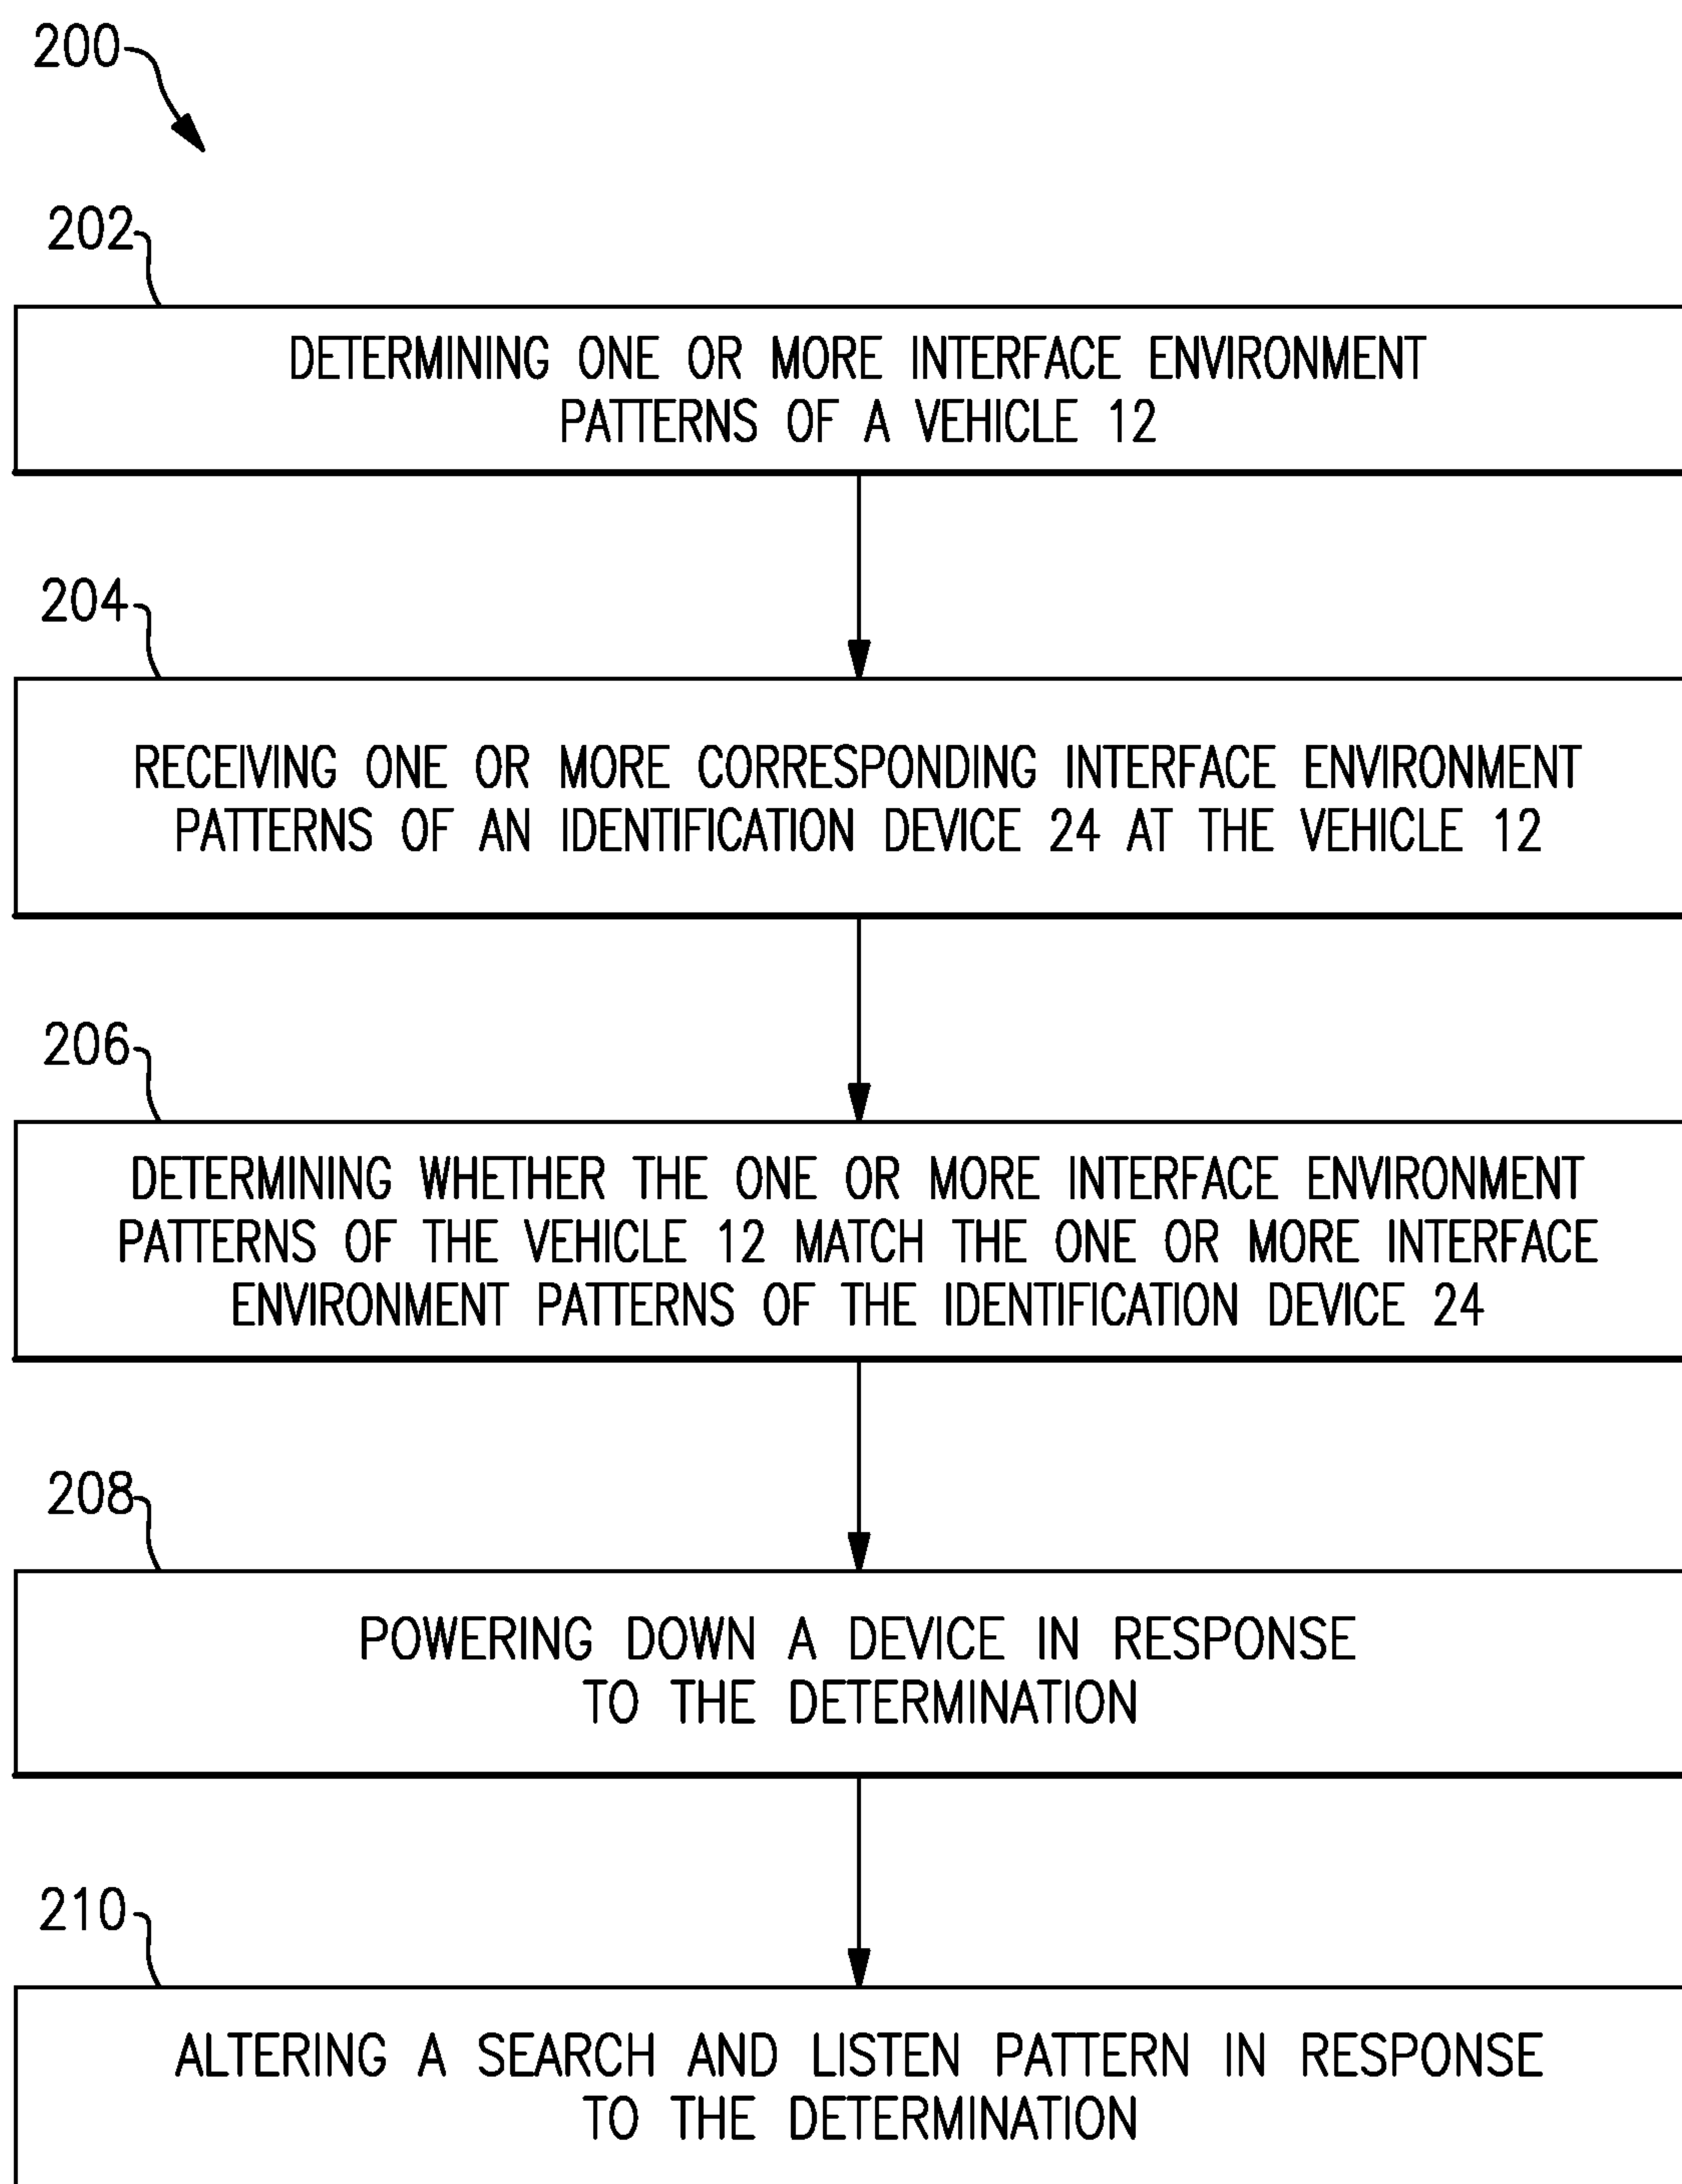 200
202
DETERMINING ONE OR MORE INTERFACE ENVIRONMENT
PATTERNS OF A VEHICLE 12
204
RECEIVING ONE OR MORE CORRESPONDING INTERFACE ENVIRONMENT
PATTERNS OF AN IDENTIFICATION DEVICE 24 AT THE VEHICLE 12
206
DETERMINING WHETHER THE ONE OR MORE INTERFACE ENVIRONMENT
PATTERNS OF THE VEHICLE 12 MATCH THE ONE OR MORE INTERFACE
ENVIRONMENT PATTERNS OF THE IDENTIFICATION DEVICE 24
208
POWERING DOWN A DEVICE IN RESPONSE
TO THE DETERMINATION
210
ALTERING A SEARCH AND LISTEN PATTERN IN RESPONSE
TO THE DETERMINATION